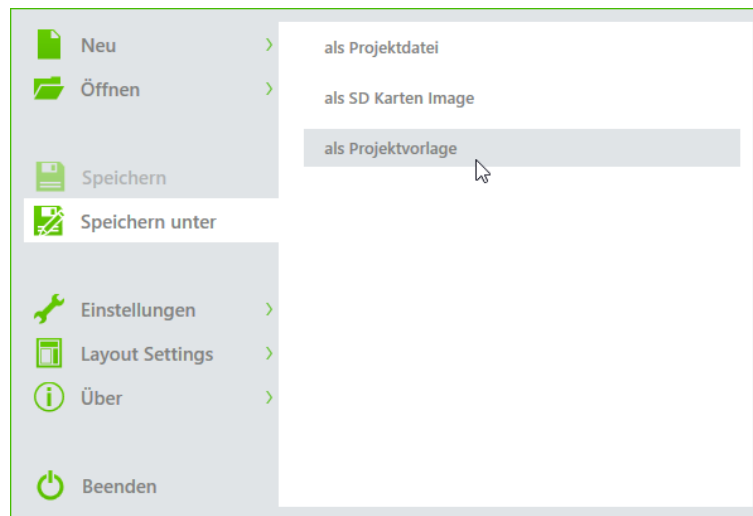 Neu
Öffnen
Speichern
Speichern unter
Einstellungen
Layout Settings
Über
Beenden
als Projektdatei
als SD Karten Image
als Projektvorlage